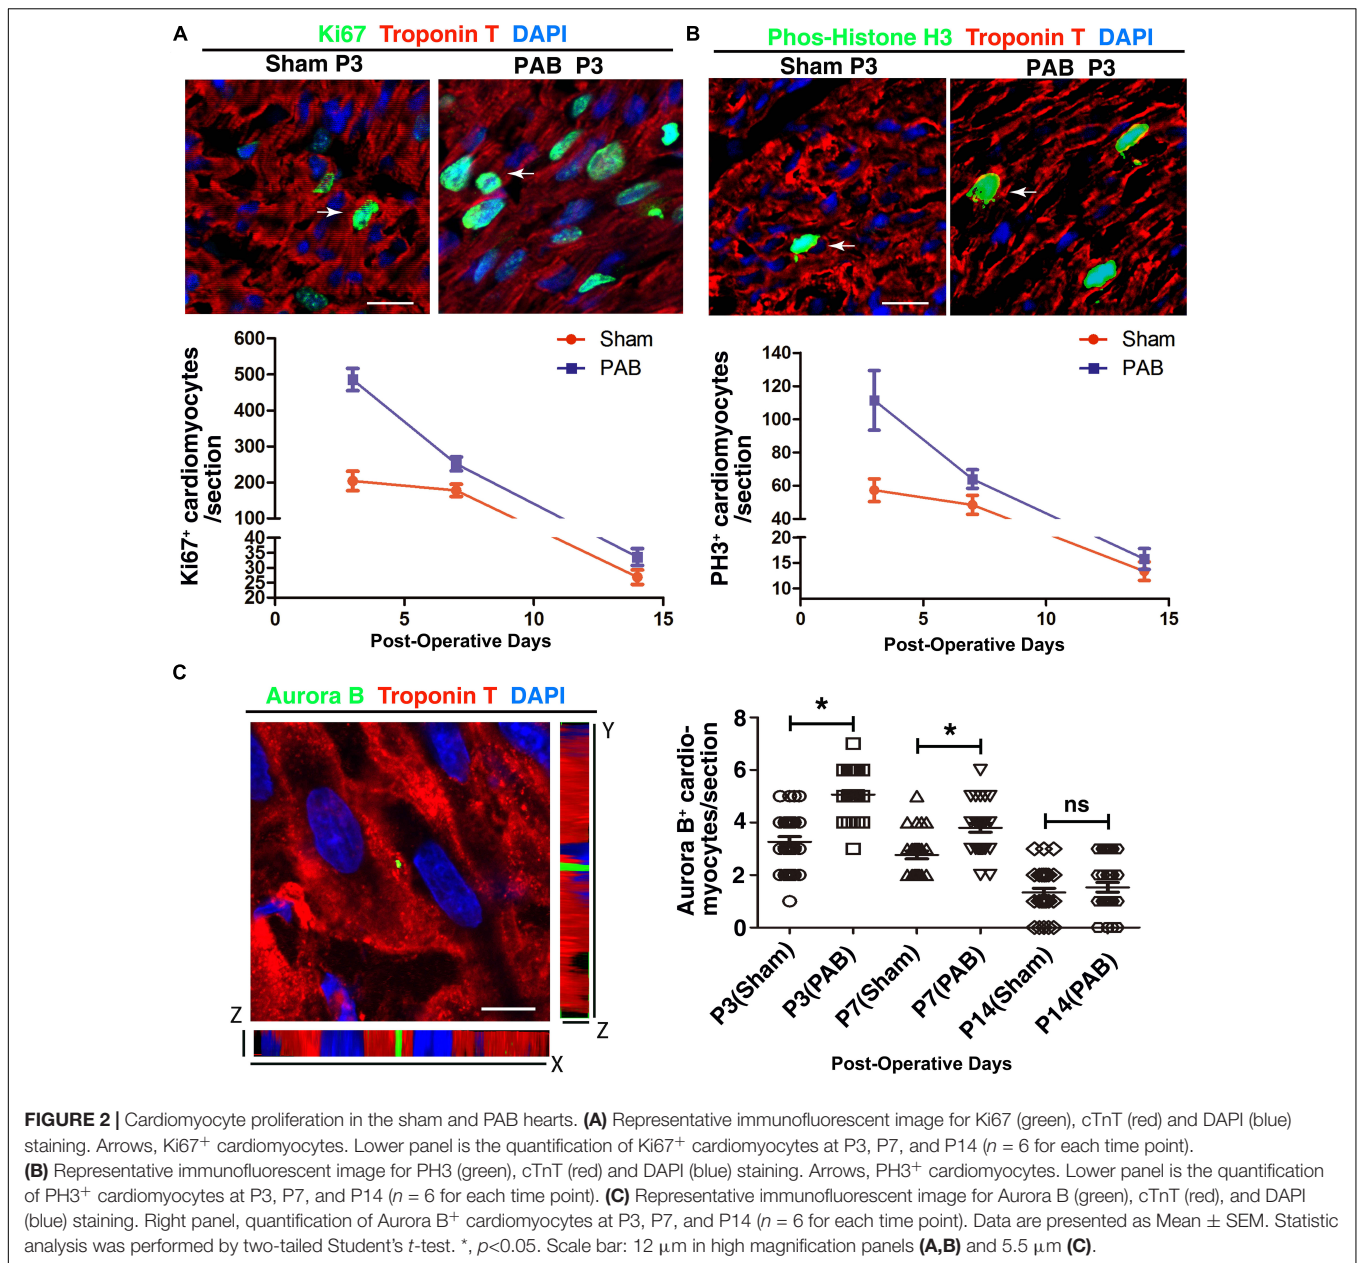 A
Ki67 Troponin T DAPI
Sham P3 PAB P3
600
500
400
300
200
100
40
35
30
25
20
Ki67+ cardiomyocytes
/section
Sham
PAB
0 5 10 15
Post-Operative Days
B
Phos-Histone H3 Troponin T DAPI
Sham P3 PAB P3
140
120
100
80
60
40
20
15
10
PH3+ cardiomyocytes
/section
Sham
PAB
0 5 10 15
Post-Operative Days
C
Aurora B Troponin T DAPI
Y
Z
Z
X
8
6
4
2
0
Aurora B+ cardio-
myocytes/section
*
*
ns
P3(Sham)
P3(PAB)
P7(Sham)
P7(PAB)
P14(Sham)
P14(PAB)
Post-Operative Days
FIGURE 2 | Cardiomyocyte proliferation in the sham and PAB hearts. (A) Representative immunofluorescent image for Ki67 (green), cTnT (red) and DAPI (blue)
staining. Arrows, Ki67+ cardiomyocytes. Lower panel is the quantification of Ki67+ cardiomyocytes at P3, P7, and P14 (n = 6 for each time point).
(B) Representative immunofluorescent image for PH3 (green), cTnT (red) and DAPI (blue) staining. Arrows, PH3+ cardiomyocytes. Lower panel is the quantification
of PH3+ cardiomyocytes at P3, P7, and P14 (n = 6 for each time point). (C) Representative immunofluorescent image for Aurora B (green), cTnT (red), and DAPI
(blue) staining. Right panel, quantification of Aurora B+ cardiomyocytes at P3, P7, and P14 (n = 6 for each time point). Data are presented as Mean ± SEM. Statistic
analysis was performed by two-tailed Student's t-test. *, p<0.05. Scale bar: 12 μm in high magnification panels (A,B) and 5.5 μm (C).